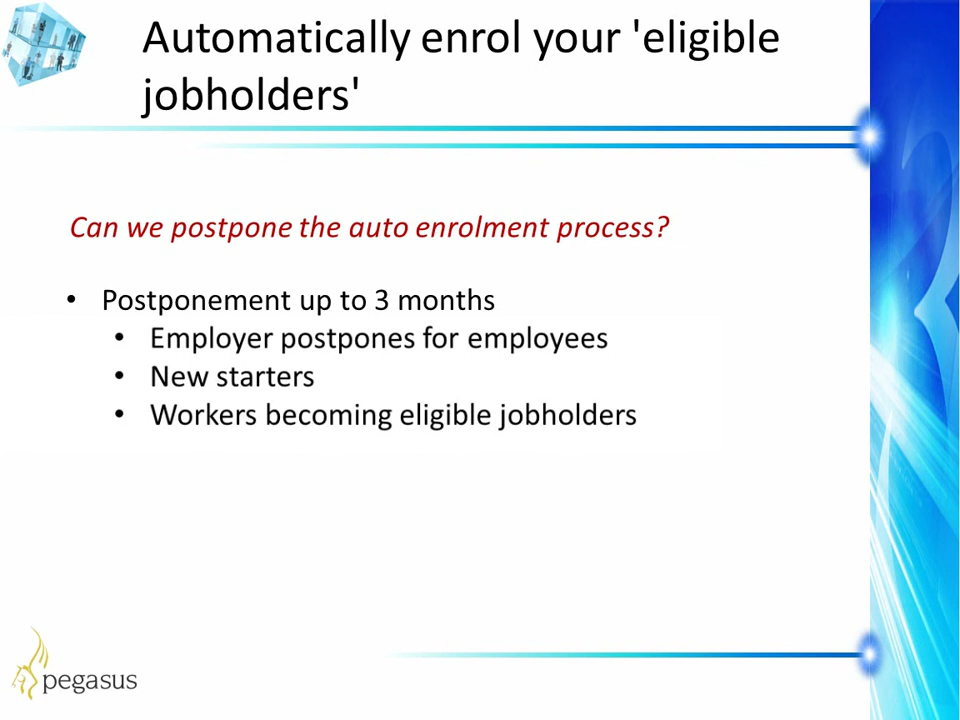 Automatically enrol your 'eligible
jobholders'
Can we postpone the auto enrolment process?
• Postponement up to 3 months
• Employer postpones for employees
• New starters
• Workers becoming eligible jobholders
pegasus